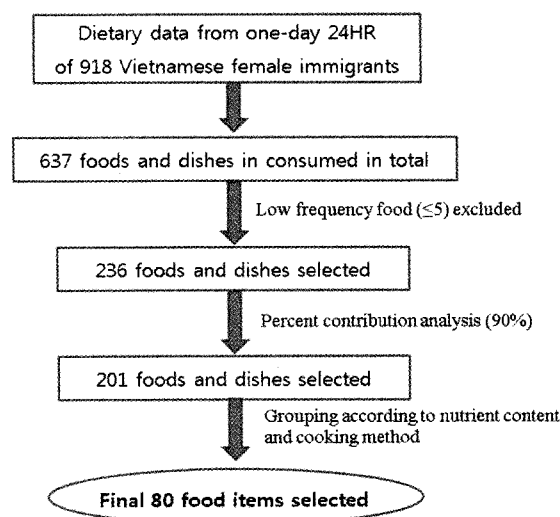 Dietary data from one-day 24HR
of 918 Vietnamese female immigrants
637 foods and dishes in consumed in total
Low frequency food (≤5) excluded
236 foods and dishes selected
Percent contribution analysis (90%)
201 foods and dishes selected
Grouping according to nutrient content
and cooking method
Final 80 food items selected